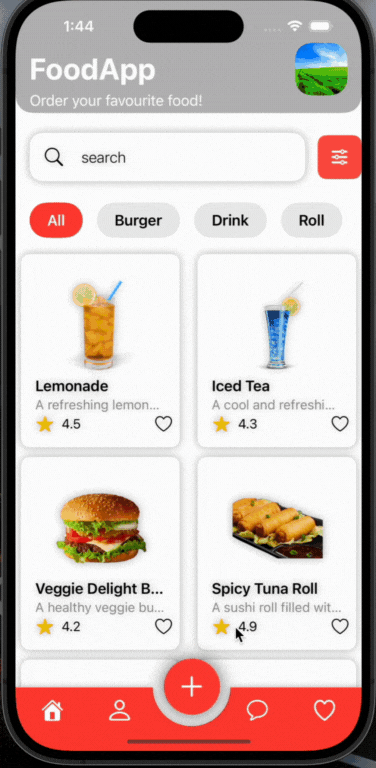 1:44
FoodApp
Order your favourite food!
search
All Burger Drink Roll
Lemonade
A refreshing lemon...
4.5
Iced Tea
A cool and refreshi...
4.3
Veggie Delight B...
A healthy veggie bu...
4.2
Spicy Tuna Roll
A sushi roll filled wit...
4.9